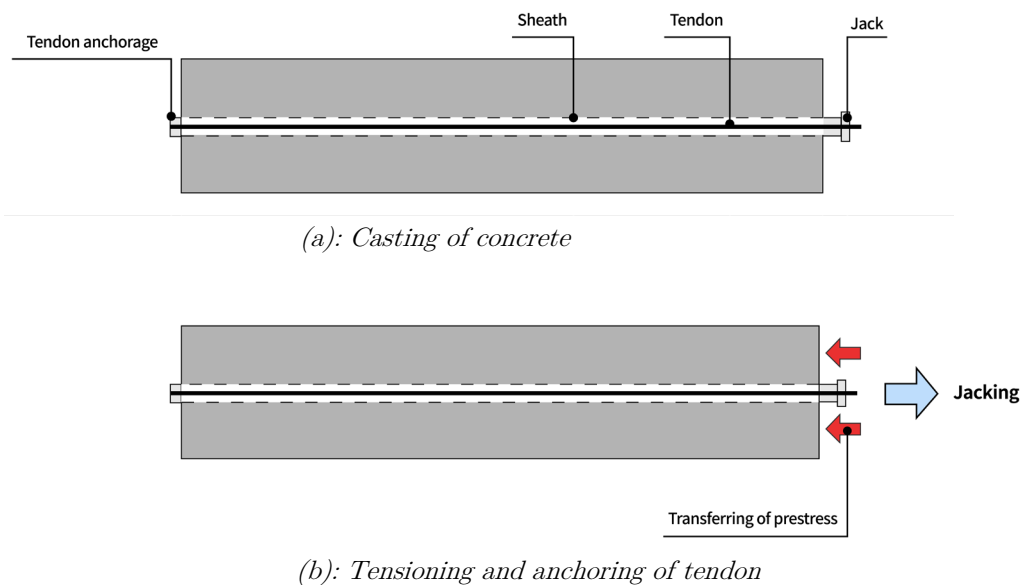 Sheath
Tendon
Jack
Tendon anchorage
(a): Casting of concrete
Jacking
Transferring of prestress
(b): Tensioning and anchoring of tendon